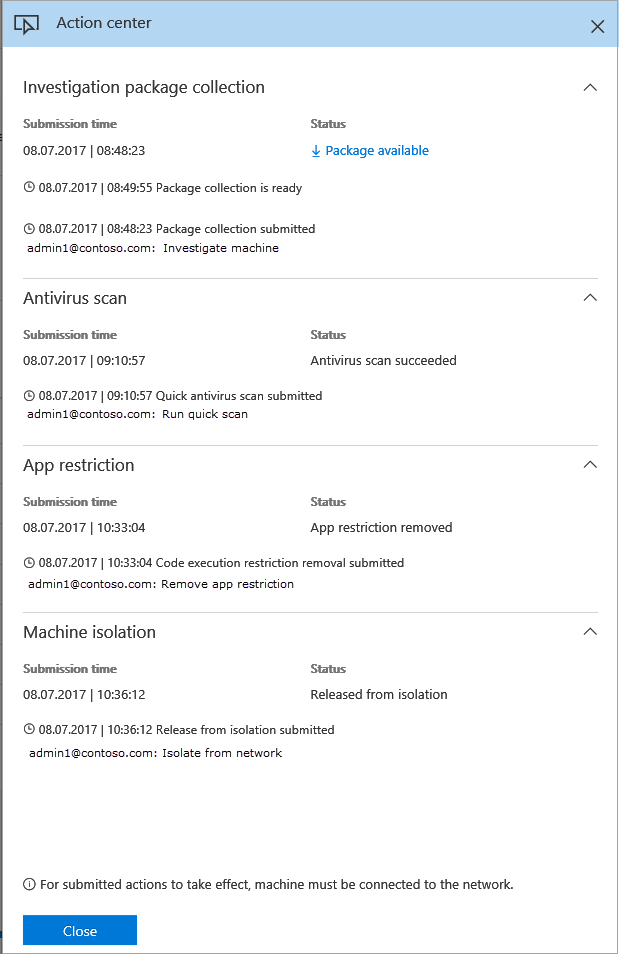 Action center
Investigation package collection
Submission time Status
08.07.2017 | 08:48:23 Package available
08.07.2017 | 08:49:55 Package collection is ready
08.07.2017 | 08:48:23 Package collection submitted
admin1@contoso.com: Investigate machine
Antivirus scan
Submission time Status
08.07.2017 | 09:10:57 Antivirus scan succeeded
08.07.2017 | 09:10:57 Quick antivirus scan submitted
admin1@contoso.com: Run quick scan
App restriction
Submission time Status
08.07.2017 | 10:33:04 App restriction removed
08.07.2017 | 10:33:04 Code execution restriction removal submitted
admin1@contoso.com: Remove app restriction
Machine isolation
Submission time Status
08.07.2017 | 10:36:12 Released from isolation
08.07.2017 | 10:36:12 Release from isolation submitted
admin1@contoso.com: Isolate from network
For submitted actions to take effect, machine must be connected to the network.
Close